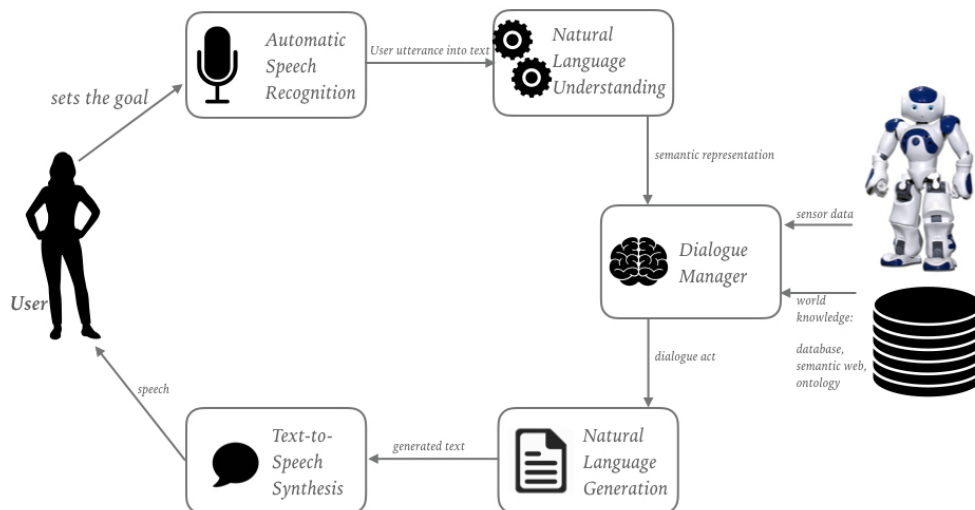 Automatic
Speech
Recognition
User utterance into text
Natural
Language
Understanding
sets the goal
semantic representation
sensor data
Dialogue
Manager
User
world
knowledge:
database,
semantic web,
ontology
dialogue act
speech
Text-to-
Speech
Synthesis
generated text
Natural
Language
Generation